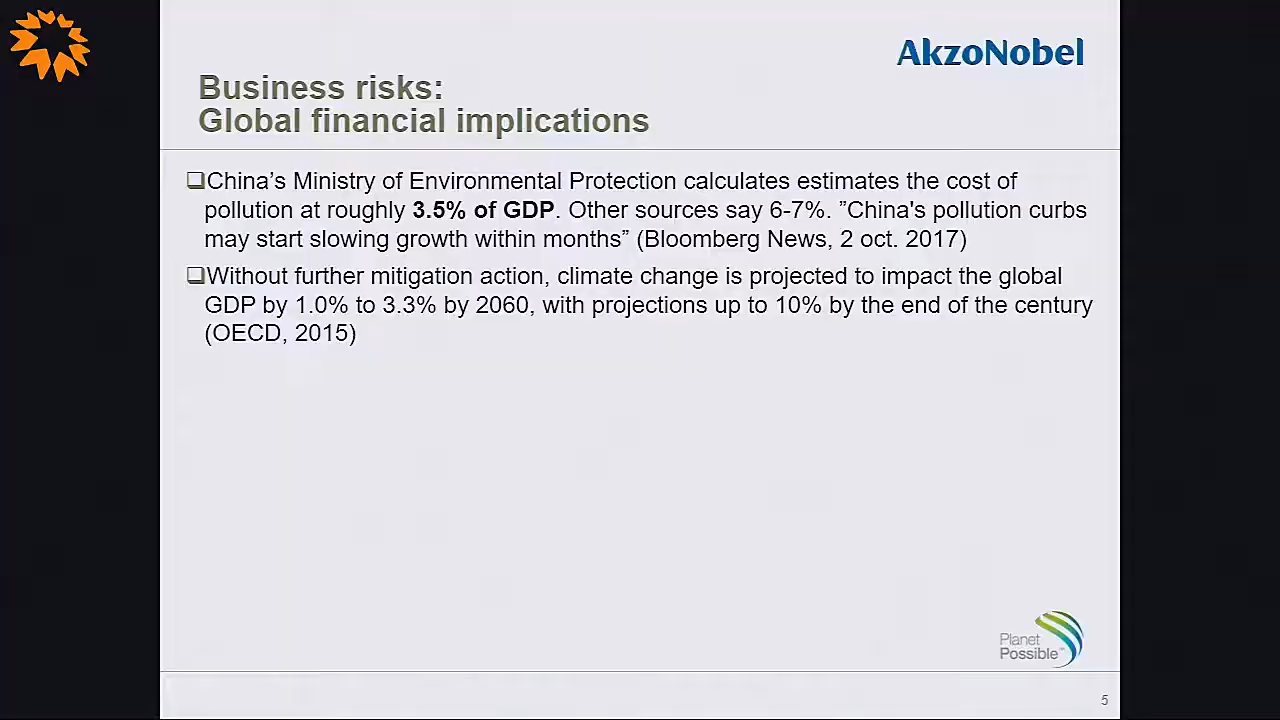 AkzoNobel
Business risks:
Global financial implications
❑China’s Ministry of Environmental Protection calculates estimates the cost of
pollution at roughly 3.5% of GDP. Other sources say 6-7%. ”China's pollution curbs
may start slowing growth within months” (Bloomberg News, 2 oct. 2017)
❑Without further mitigation action, climate change is projected to impact the global
GDP by 1.0% to 3.3% by 2060, with projections up to 10% by the end of the century
(OECD, 2015)
Planet
Possible™
5